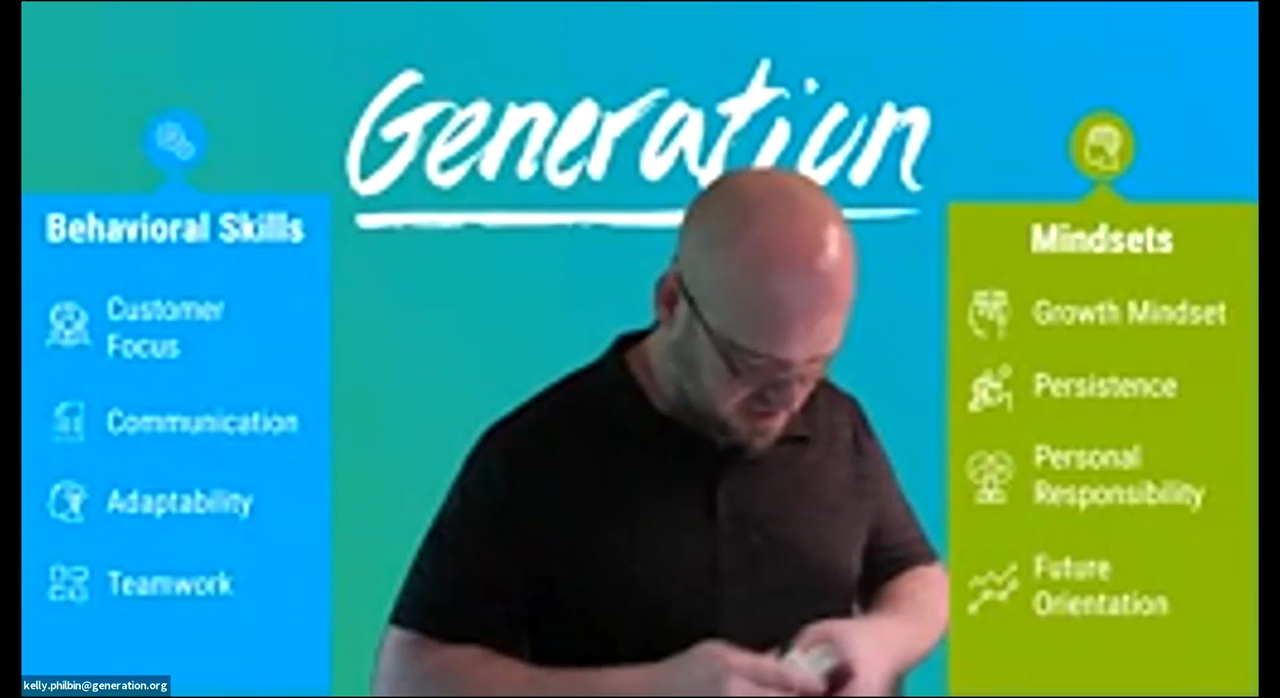 Generation
Behavioral Skills
Customer
Focus
Communication
Adaptability
Teamwork
Mindsets
Growth Mindset
Persistence
Personal
Responsibility
Future
Orientation
kelly.philbin@generation.org